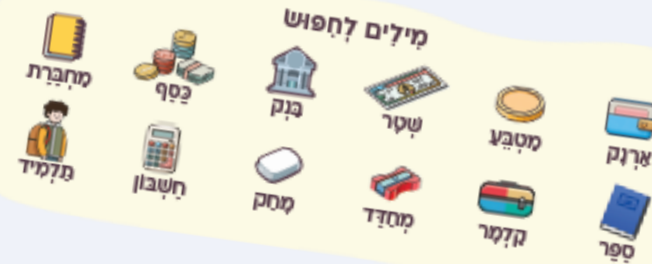 מִילִים לְחִפּוּשׂ
אַרְנָק מַטְבֵּעַ שְׁטָר בַּנְק כֶּסֶף מַחְבֶּרֶת
סֵפֶר קַלְמָר מְחַדֵּד מַחַק חֶשְׁבּוֹן תַּלְמִיד